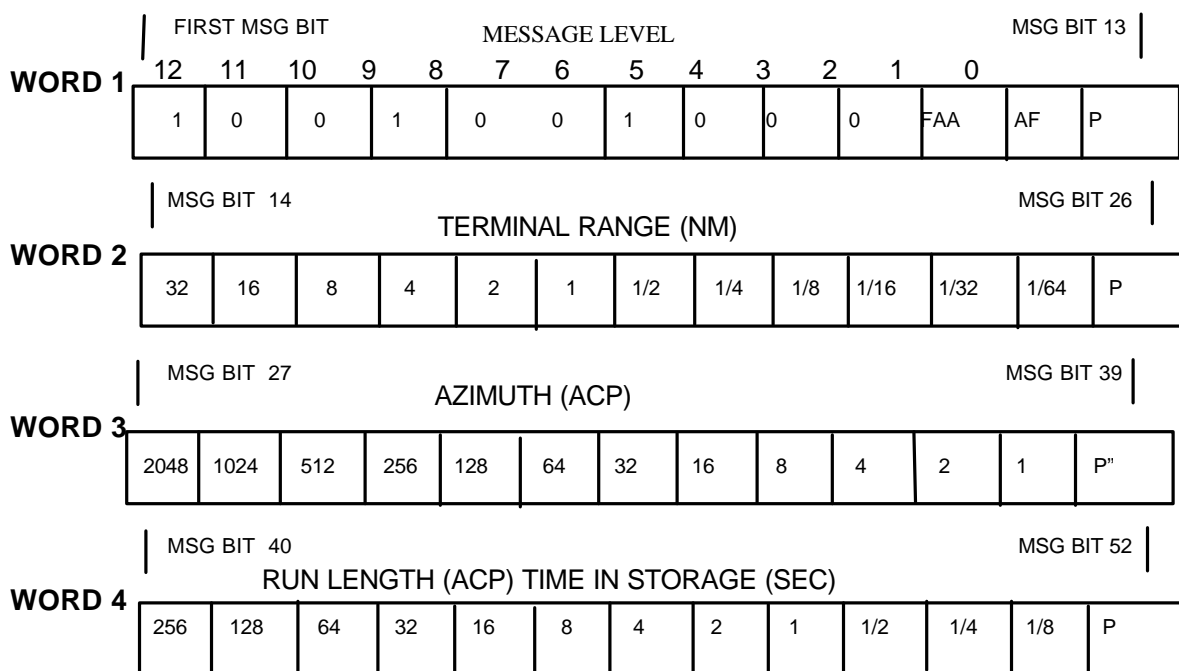 FIRST MSG BIT MESSAGE LEVEL MSG BIT 13
12 11 10 9 8 7 6 5 4 3 2 1 0
WORD 1
1 0 0 1 0 0 1 0 0 0 FAA AF P
MSG BIT 14 MSG BIT 26
TERMINAL RANGE (NM)
WORD 2
32 16 8 4 2 1 1/2 1/4 1/8 1/16 1/32 1/64 P
MSG BIT 27 MSG BIT 39
AZIMUTH (ACP)
WORD 3
2048 1024 512 256 128 64 32 16 8 4 2 1 P”
MSG BIT 40 MSG BIT 52
RUN LENGTH (ACP) TIME IN STORAGE (SEC)
WORD 4
256 128 64 32 16 8 4 2 1 1/2 1/4 1/8 P